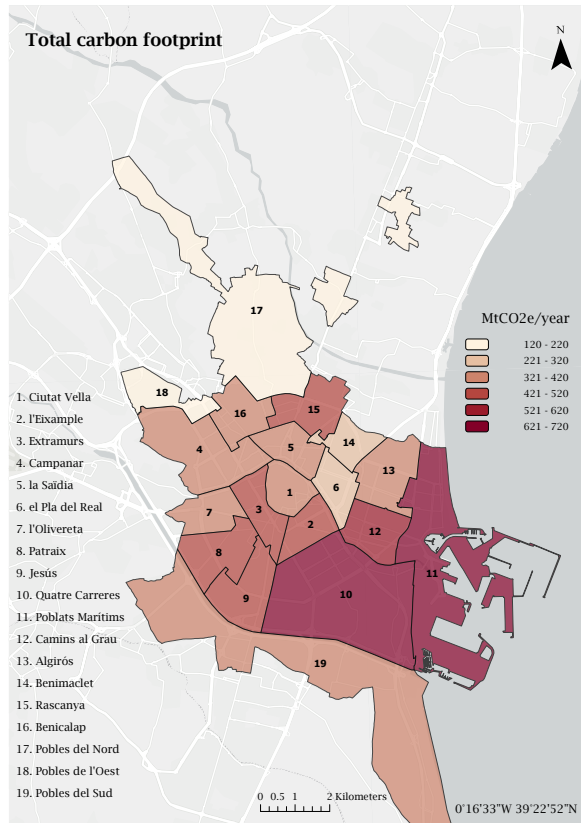 Total carbon footprint
N
17
MtCO2e/year
120 - 220
221 - 320
321 - 420
421 - 520
521 - 620
621 - 720
18
16
15
14
4
5
13
6
1
7
3
2
12
8
11
10
9
19
1. Ciutat Vella
2. l'Eixample
3. Extramurs
4. Campanar
5. la Saïdia
6. el Pla del Real
7. l'Olivereta
8. Patraix
9. Jesús
10. Quatre Carreres
11. Poblats Marítims
12. Camins al Grau
13. Algirós
14. Benimaclet
15. Rascanya
16. Benicalap
17. Pobles del Nord
18. Pobles de l'Oest
19. Pobles del Sud
0 0.5 1 2 Kilometers
0°16'33"W 39°22'52"N